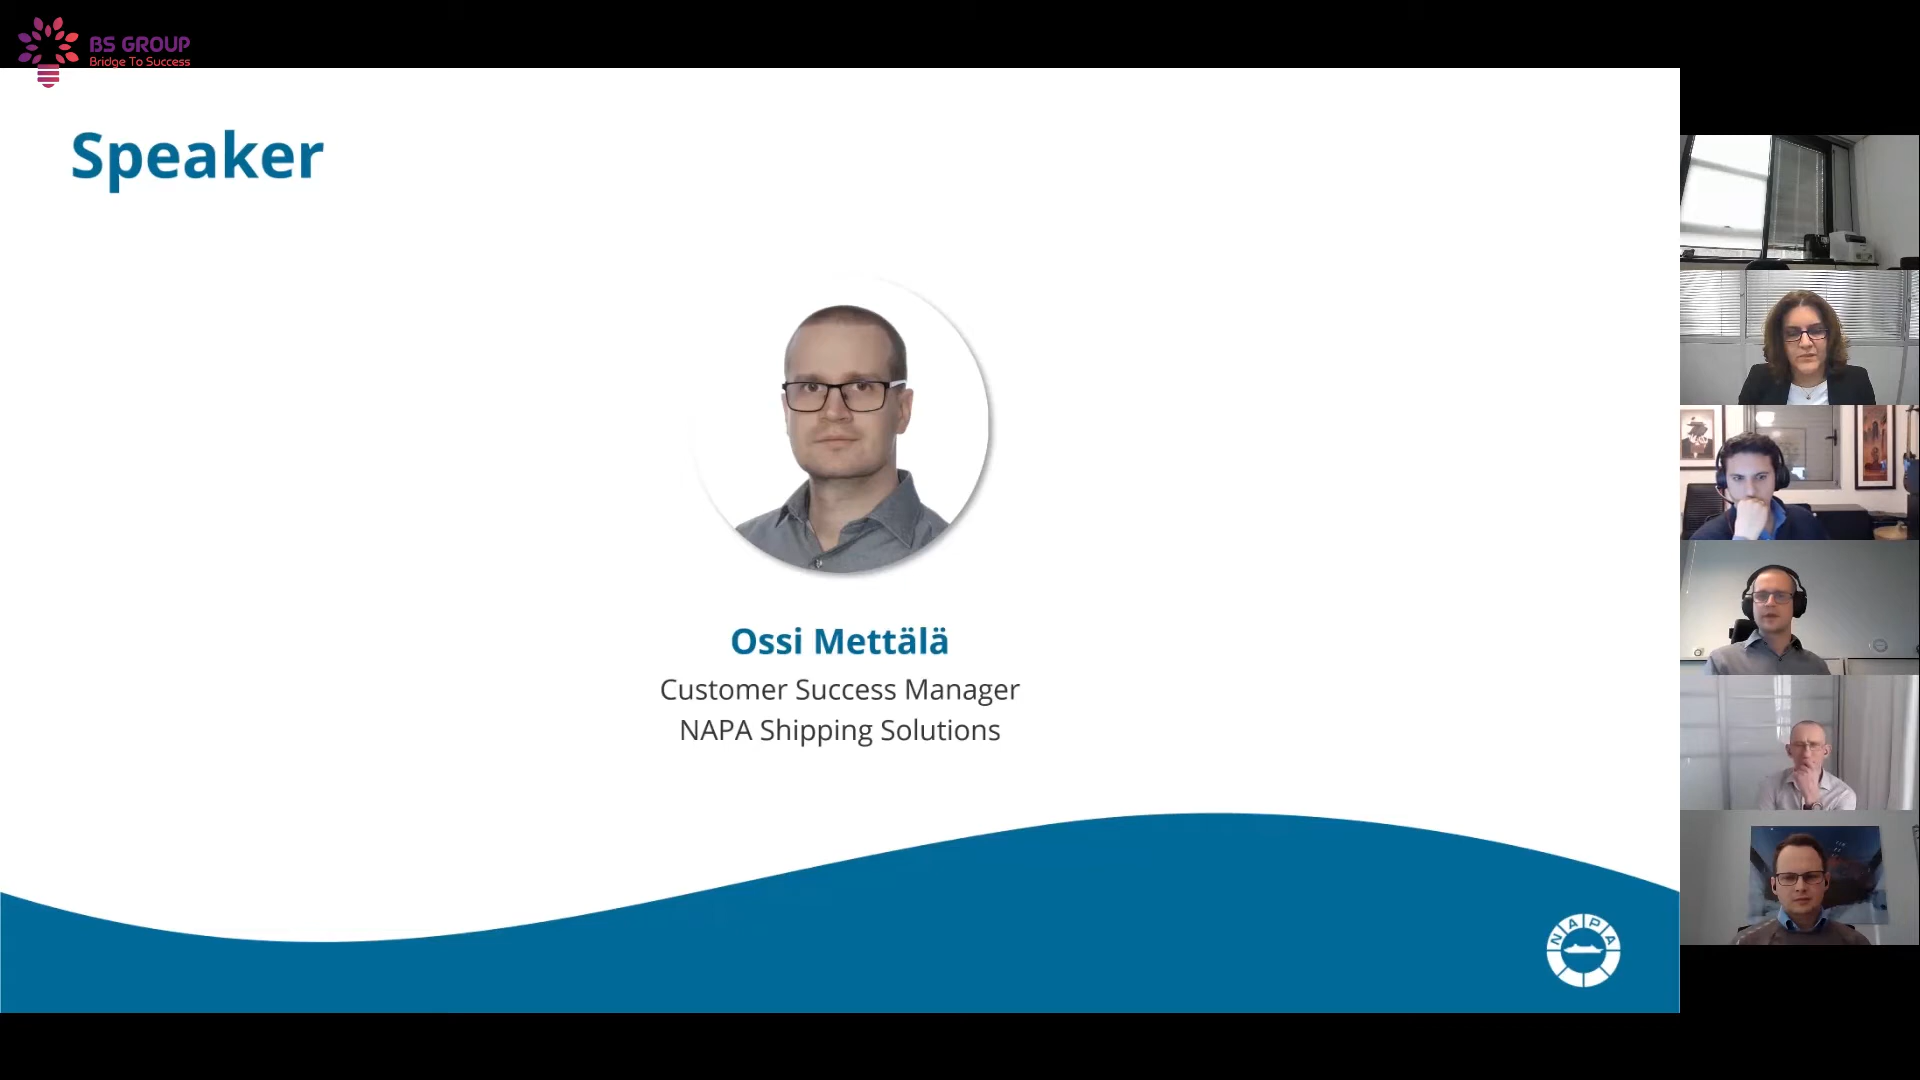 BS GROUP
Bridge To Success
Speaker
Ossi Mettälä
Customer Success Manager
NAPA Shipping Solutions
NAPA